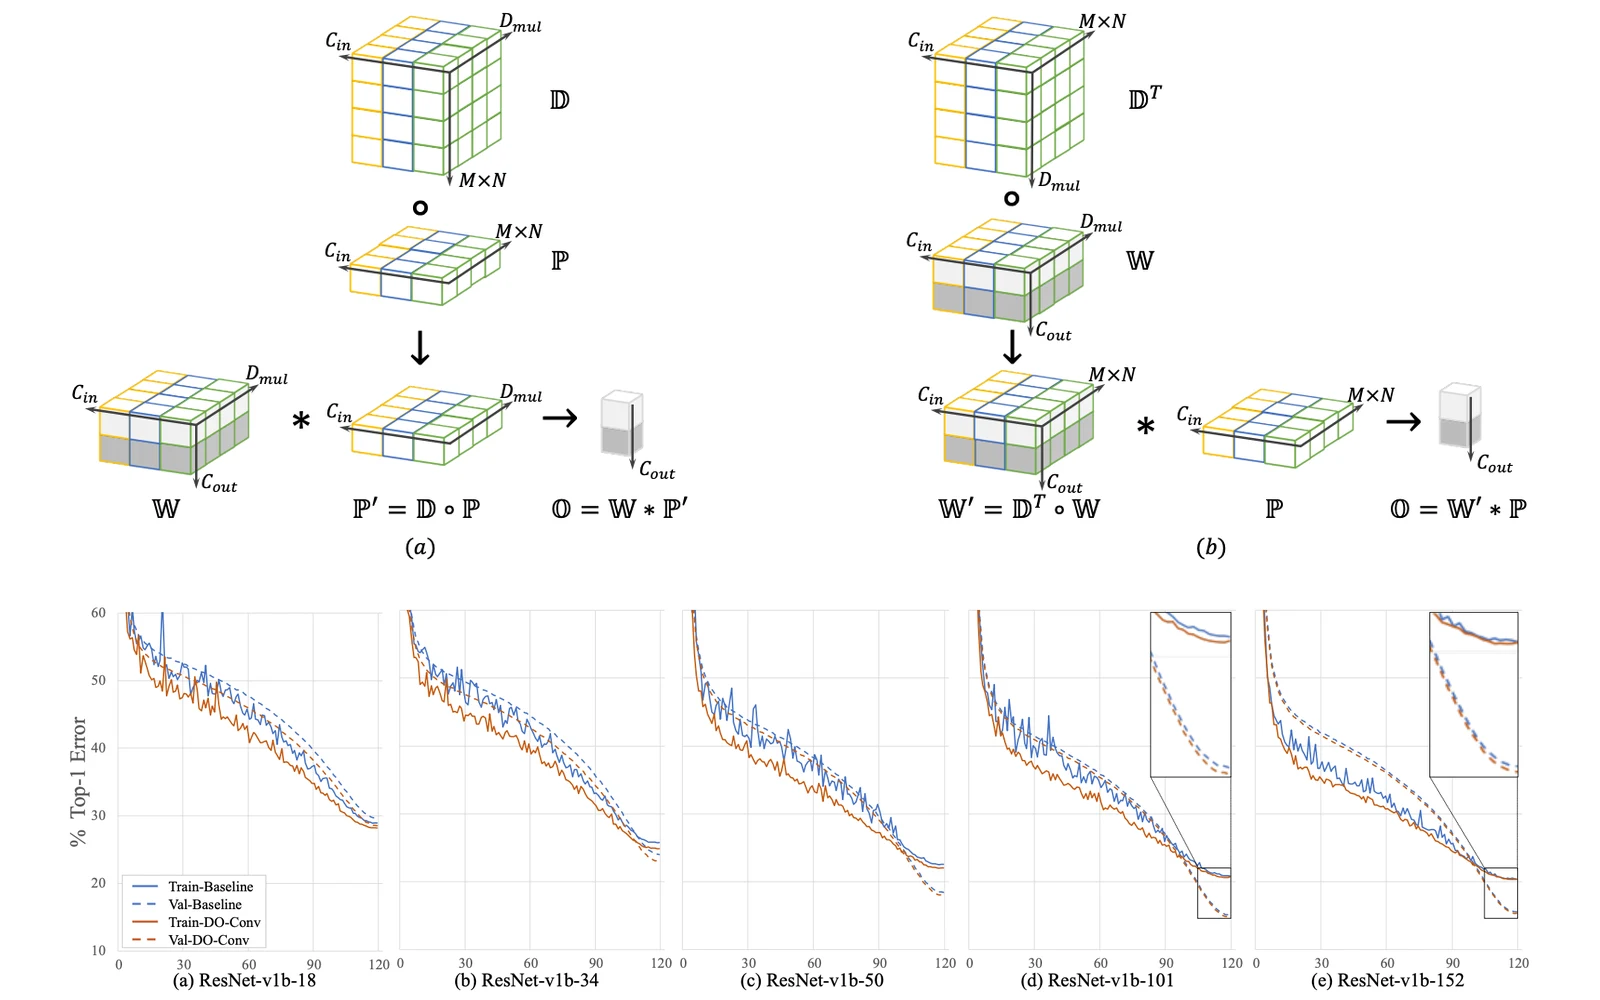 C_in D_mul
𝔻
M×N
C_in M×N
ℙ
C_in D_mul
C_out
C_in D_mul
C_out
∗ →
𝕎 ℙ′ = 𝔻 ∘ ℙ 𝕆 = 𝕎 ∗ ℙ′
(a)
C_in M×N
𝔻^T
D_mul
C_in D_mul
𝕎
C_out
C_in M×N
C_out
C_in M×N
C_out
∗ →
𝕎′ = 𝔻^T ∘ 𝕎 ℙ 𝕆 = 𝕎′ ∗ ℙ
(b)
% Top-1 Error
60
50
40
30
20
10
Train-Baseline
Val-Baseline
Train-DO-Conv
Val-DO-Conv
0 30 60 90 120
(a) ResNet-v1b-18
0 30 60 90 120
(b) ResNet-v1b-34
0 30 60 90 120
(c) ResNet-v1b-50
0 30 60 90 120
(d) ResNet-v1b-101
0 30 60 90 120
(e) ResNet-v1b-152